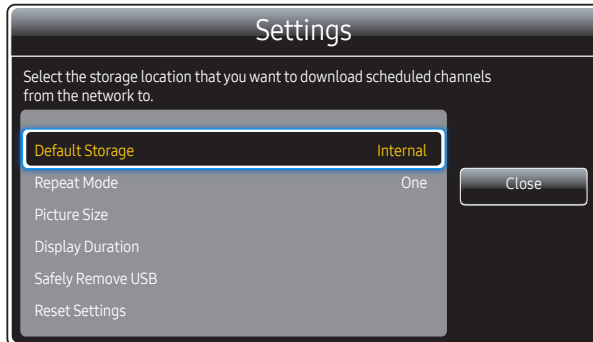 Settings
Select the storage location that you want to download scheduled channels
from the network to.
Default Storage Internal
Repeat Mode One
Close
Picture Size
Display Duration
Safely Remove USB
Reset Settings